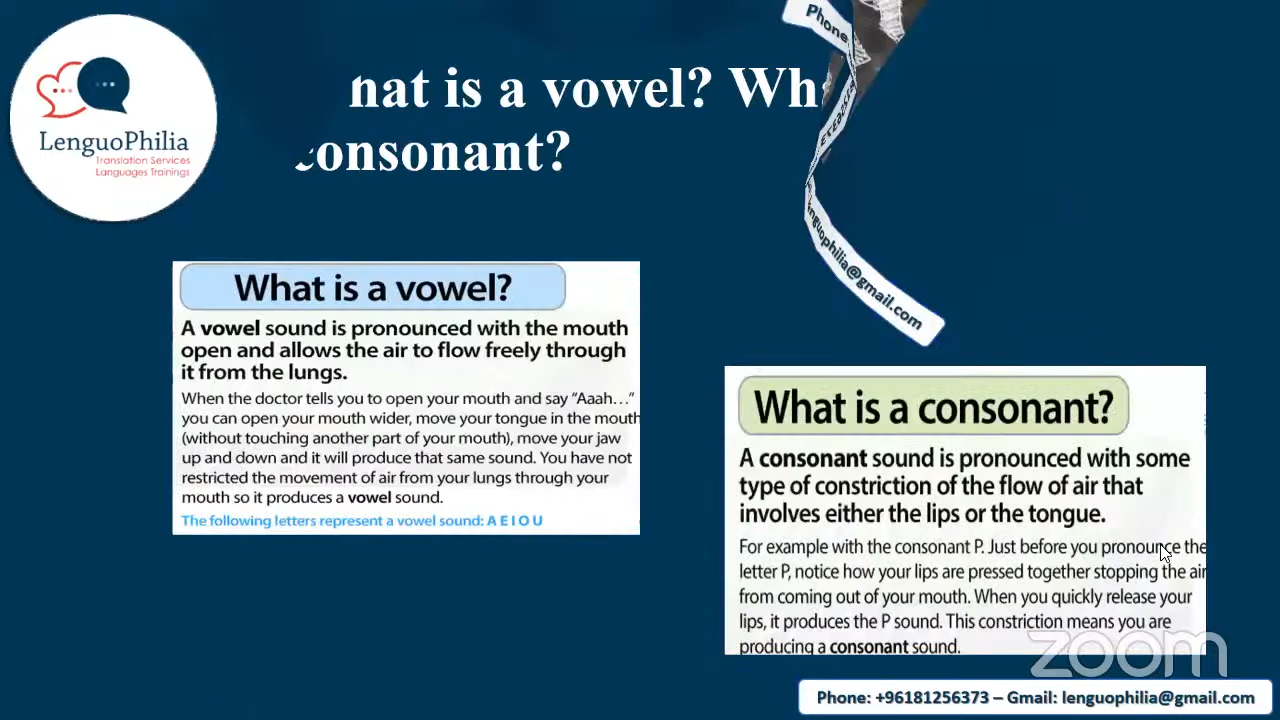 LenguoPhilia
Translation Services
Languages Trainings
nat is a vowel? Wh
consonant?
Phone
nguophilia@gmail.com
What is a vowel?
A vowel sound is pronounced with the mouth
open and allows the air to flow freely through
it from the lungs.
When the doctor tells you to open your mouth and say "Aaah…"
you can open your mouth wider, move your tongue in the mouth
(without touching another part of your mouth), move your jaw
up and down and it will produce that same sound. You have not
restricted the movement of air from your lungs through your
mouth so it produces a vowel sound.
The following letters represent a vowel sound: A E I O U
What is a consonant?
A consonant sound is pronounced with some
type of constriction of the flow of air that
involves either the lips or the tongue.
For example with the consonant P. Just before you pronounce the
letter P, notice how your lips are pressed together stopping the air
from coming out of your mouth. When you quickly release your
lips, it produces the P sound. This constriction means you are
producing a consonant sound.
zoom
Phone: +96181256373 – Gmail: lenguophilia@gmail.com